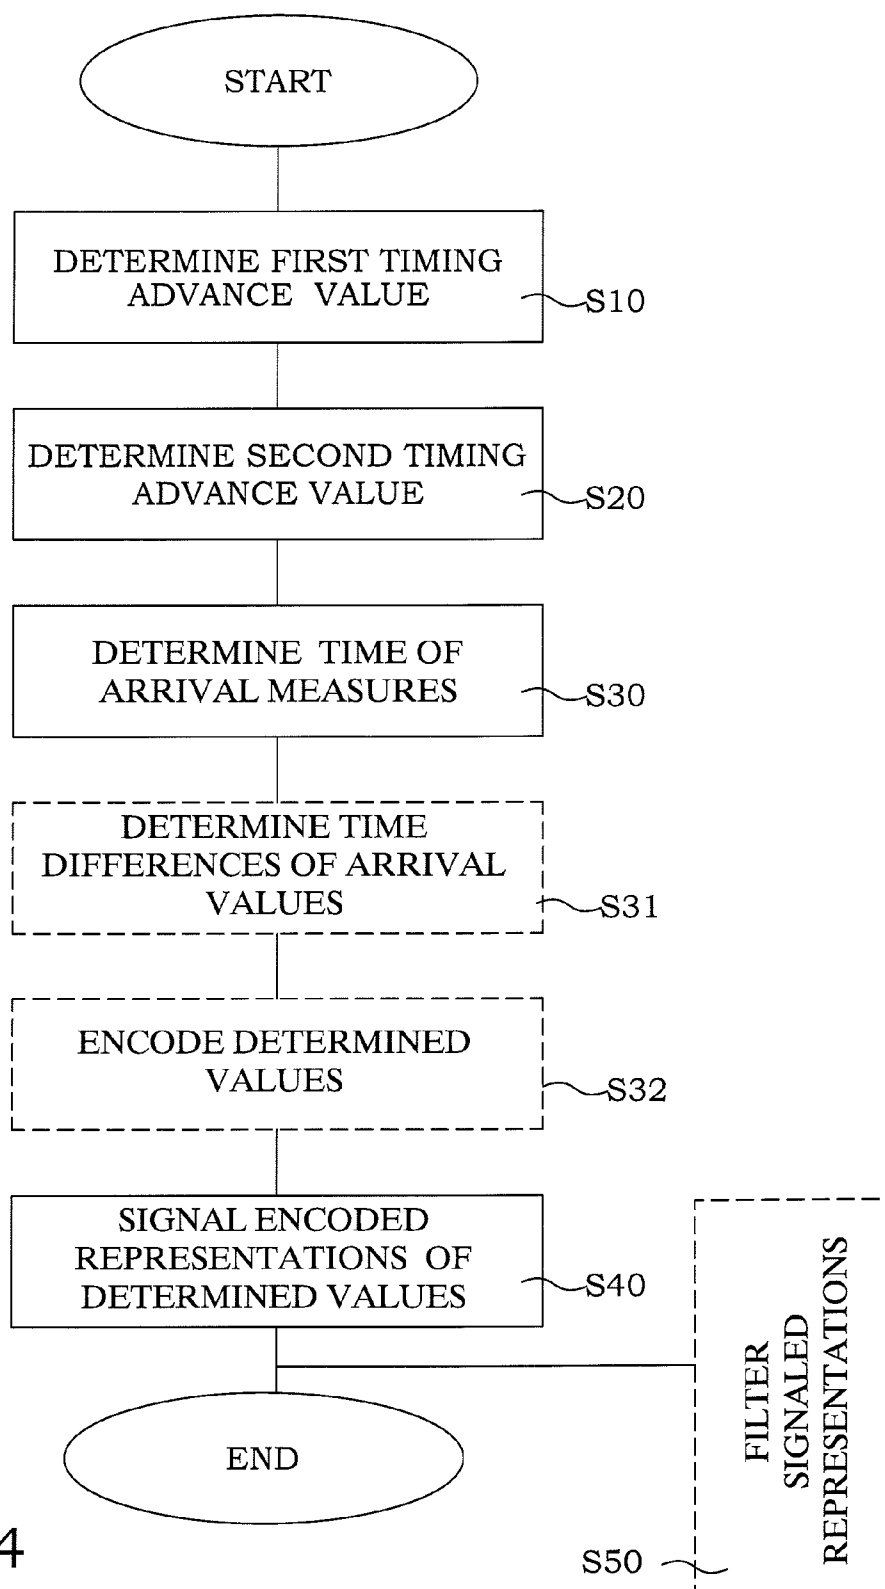 START
DETERMINE FIRST TIMING
ADVANCE VALUE
S10
DETERMINE SECOND TIMING
ADVANCE VALUE
S20
DETERMINE TIME OF
ARRIVAL MEASURES
S30
DETERMINE TIME
DIFFERENCES OF ARRIVAL
VALUES
S31
ENCODE DETERMINED
VALUES
S32
SIGNAL ENCODED
REPRESENTATIONS OF
DETERMINED VALUES
S40
FILTER
SIGNALED
REPRESENTATIONS
S50
END
4